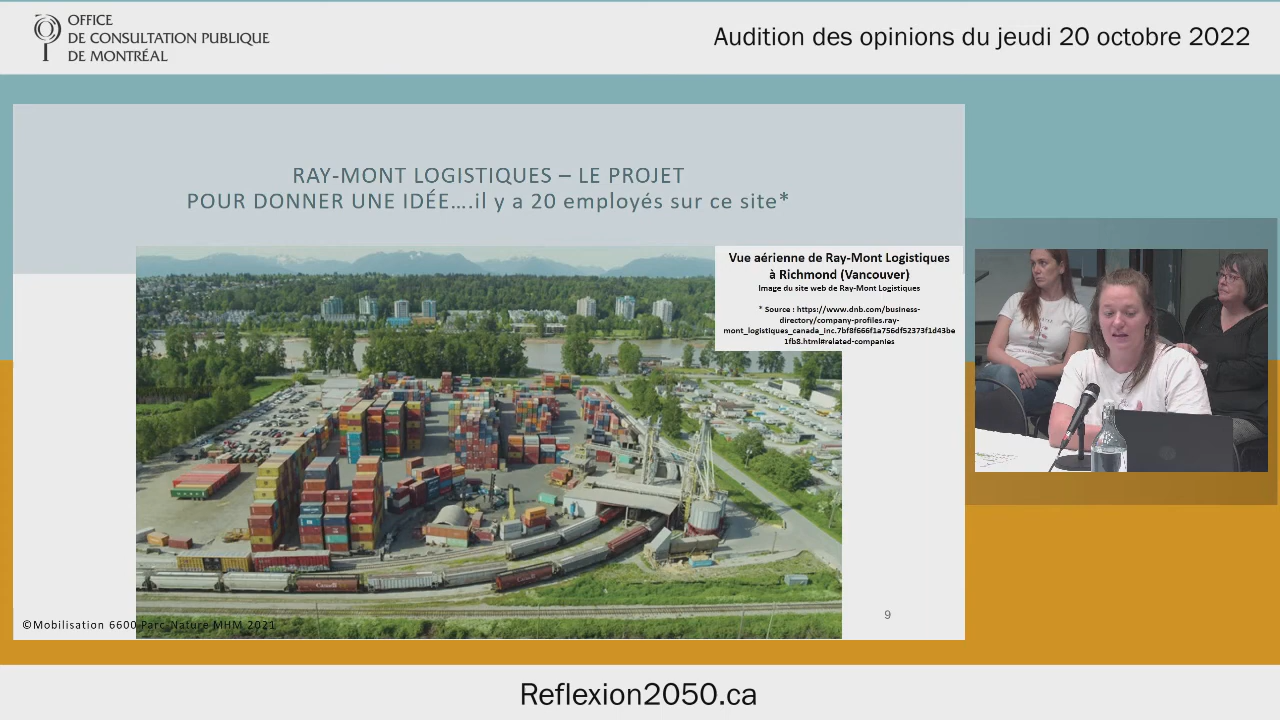 OFFICE
DE CONSULTATION PUBLIQUE
DE MONTRÉAL
Audition des opinions du jeudi 20 octobre 2022
RAY-MONT LOGISTIQUES – LE PROJET
POUR DONNER UNE IDÉE....il y a 20 employés sur ce site*
Vue aérienne de Ray-Mont Logistiques
à Richmond (Vancouver)
Image du site web de Ray-Mont Logistiques
* Source : https://www.dnb.com/business-
directory/company-profiles.ray-
mont_logistiques_canada_inc.7bf8f666f1a756df52373f1d43be
1fb8.html#related-companies
Canada
©Mobilisation 6600 Parc-Nature MHM 2021
9
Reflexion2050.ca